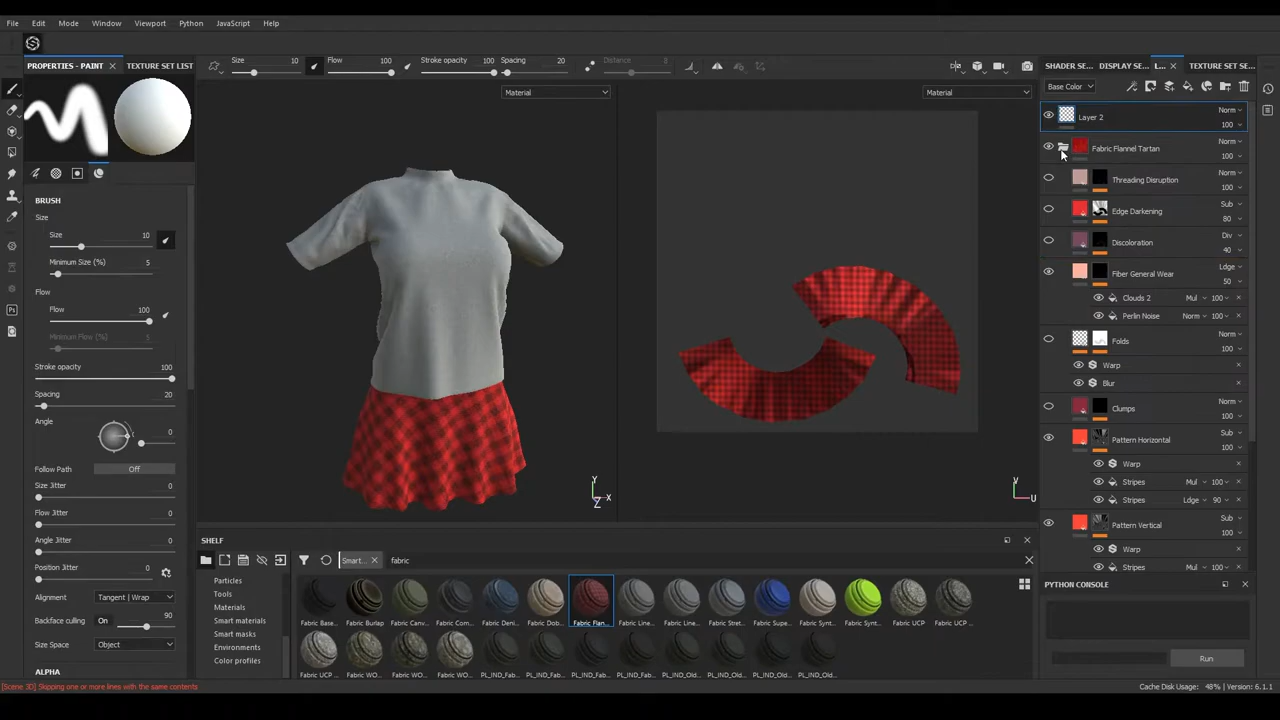 File Edit Mode Window Viewport Python JavaScript Help
Size 10 Flow 100 Stroke opacity 100 Spacing 20 Distance 8
PROPERTIES - PAINT TEXTURE SET LIST
SHADER SE... DISPLAY SE... L... TEXTURE SET SE...
Material
Material
Base Color
Layer 2 Norm 100
Fabric Flannel Tartan Norm 100
Threading Disruption Norm 100
Edge Darkening Sub 80
Discoloration Div 40
Fiber General Wear Ldge 50
Clouds 2 Mul 100
Perlin Noise Norm 100
Folds Norm 100
Warp
Blur
Clumps Norm 100
Pattern Horizontal Sub 100
Warp
Stripes Mul 100
Stripes Ldge 90
Pattern Vertical Sub 100
Warp
Stripes Mul 100
BRUSH
Size
Size 10
Minimum Size (%) 5
Flow
Flow 100
Minimum Flow (%) 5
Stroke opacity 100
Spacing 20
Angle
0
Follow Path Off
Size Jitter 0
Flow Jitter 0
Angle Jitter 0
Position Jitter 0
Alignment Tangent | Wrap
Backface culling On 90
Size Space Object
ALPHA
Y
X
Z
V
U
SHELF
Smart... fabric
Particles
Tools
Materials
Smart materials
Smart masks
Environments
Color profiles
Fabric Base... Fabric Burlap Fabric Canv... Fabric Com... Fabric Deni... Fabric Dob... Fabric Flan... Fabric Line... Fabric Line... Fabric Stret... Fabric Supe... Fabric Synt... Fabric Synt... Fabric UCP Fabric UCP ...
Fabric UCP ... Fabric WO... Fabric WO... Fabric WO... PL_IND_Fab... PL_IND_Fab... PL_IND_Fab... PL_IND_Fab... PL_IND_Old... PL_IND_Old... PL_IND_Old... PL_IND_Old...
PYTHON CONSOLE
Run
[Scene 3D] Skipping one or more lines with the same contents
Cache Disk Usage: 48% | Version: 6.1.1